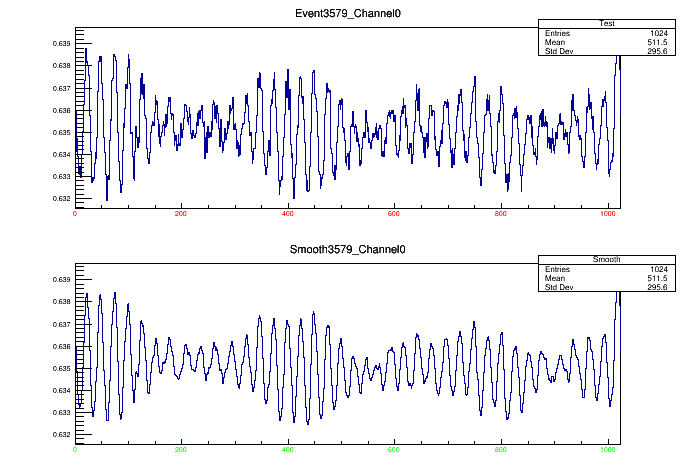 Event3579_Channel0
Test
Entries 1024
Mean 511.5
Std Dev 295.6
0.639
0.638
0.637
0.636
0.635
0.634
0.633
0.632
0 200 400 600 800 1000
Smooth3579_Channel0
Smooth
Entries 1024
Mean 511.5
Std Dev 295.6
0.639
0.638
0.637
0.636
0.635
0.634
0.633
0.632
0 200 400 600 800 1000